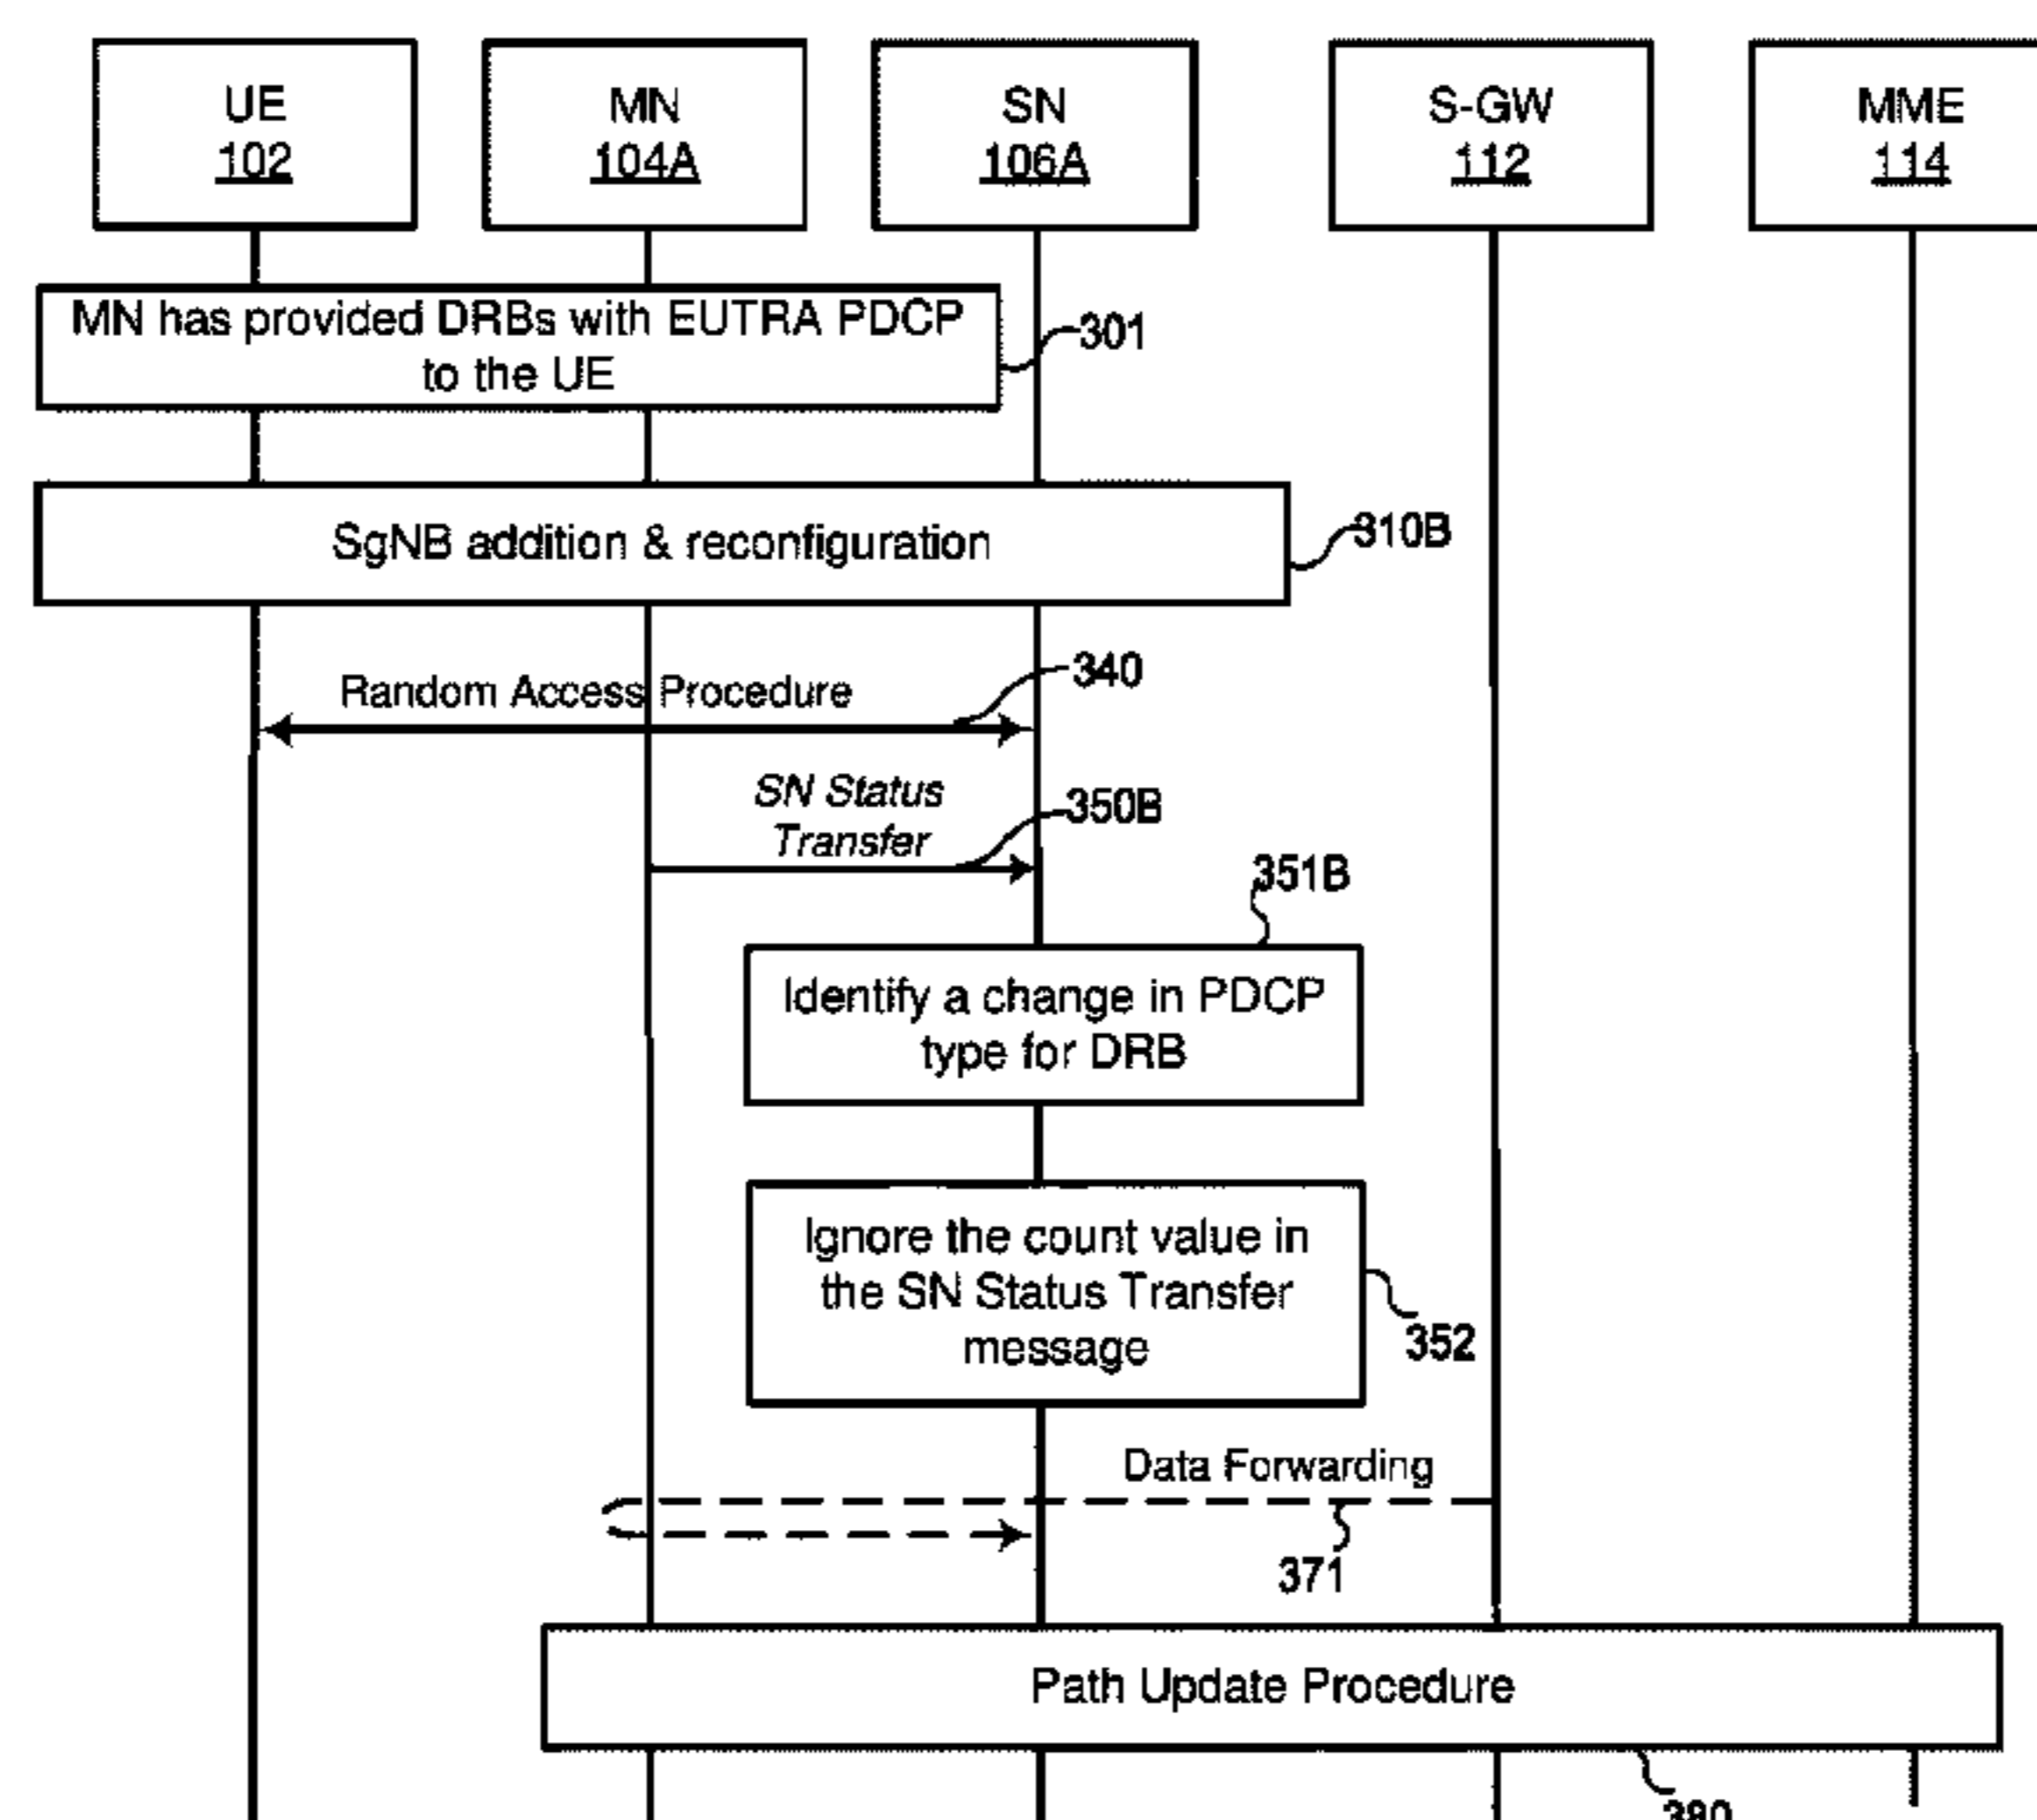 UE
102
MN
104A
SN
106A
S-GW
112
MME
114
MN has provided DRBs with EUTRA PDCP
to the UE
301
SgNB addition & reconfiguration
310B
Random Access Procedure
340
SN Status
Transfer
350B
351B
Identify a change in PDCP
type for DRB
Ignore the count value in
the SN Status Transfer
message
352
Data Forwarding
371
Path Update Procedure
380